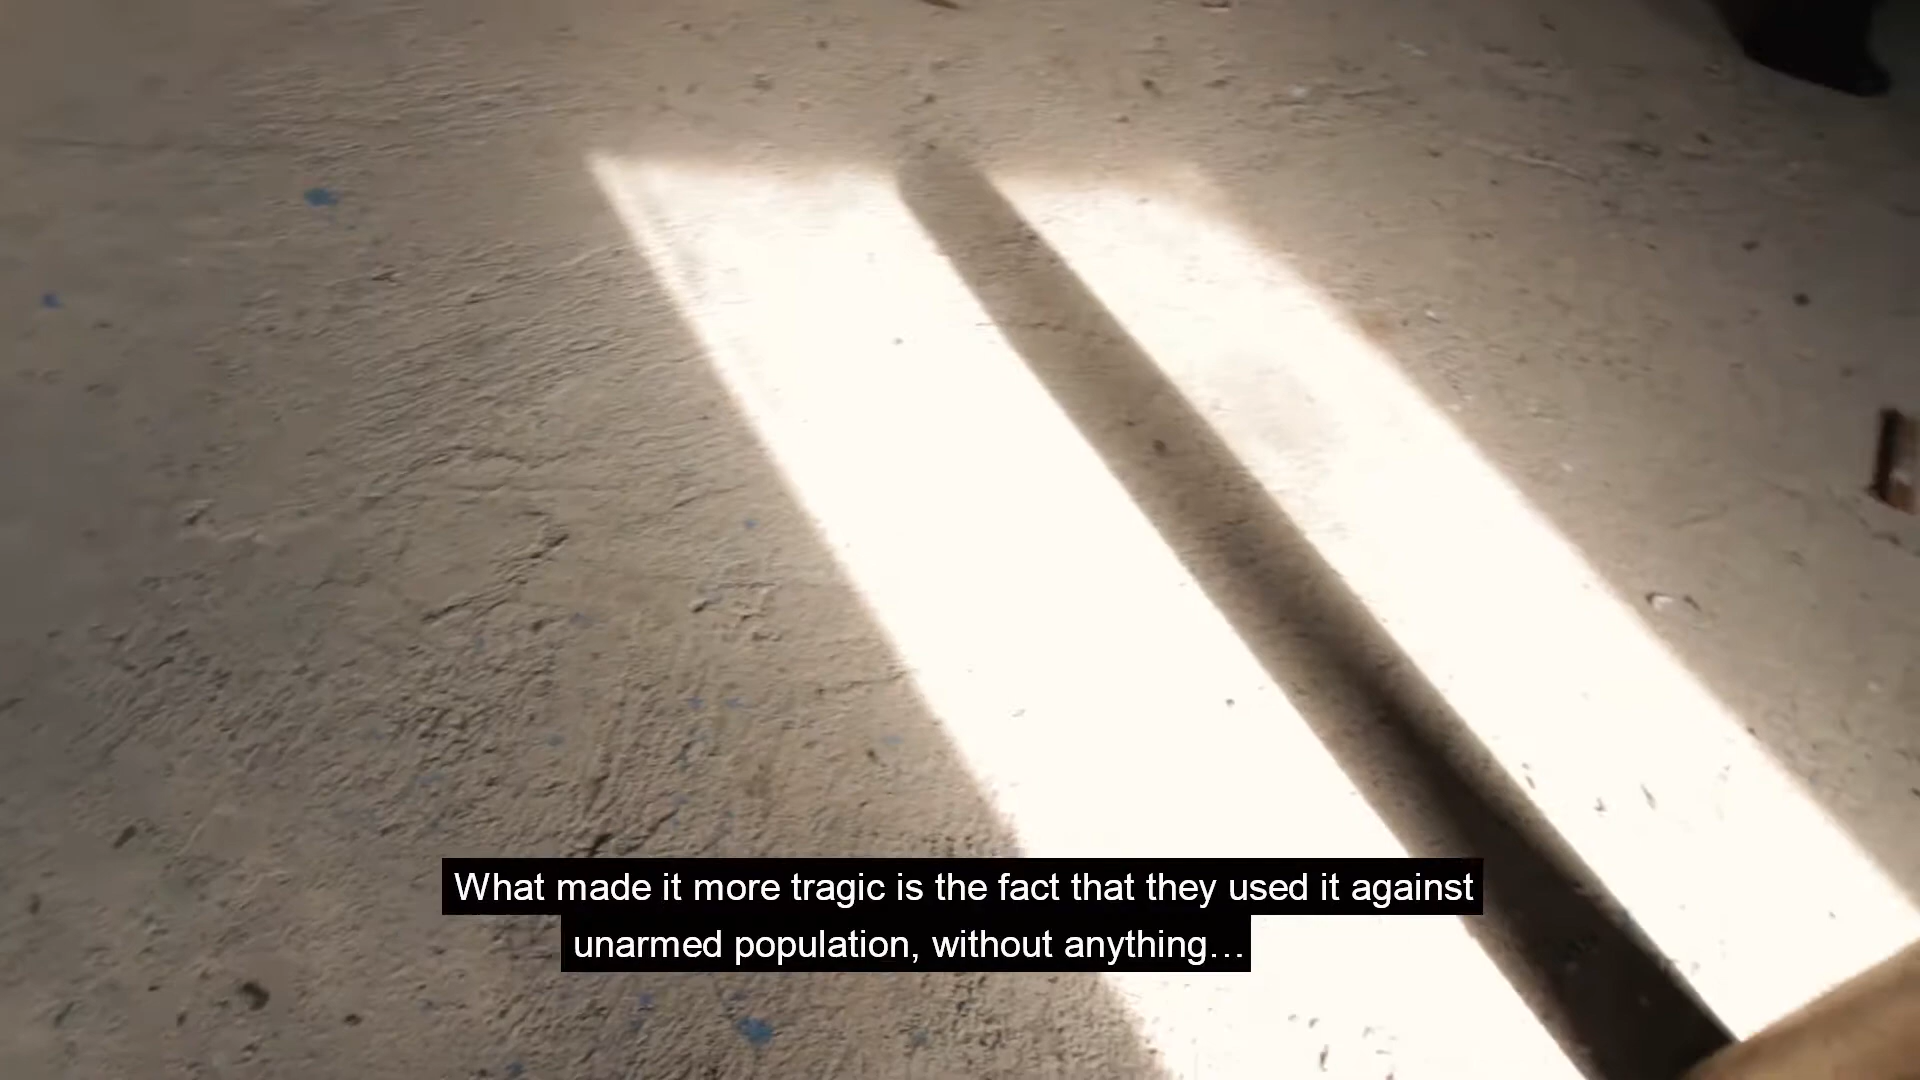 What made it more tragic is the fact that they used it against
unarmed population, without anything…